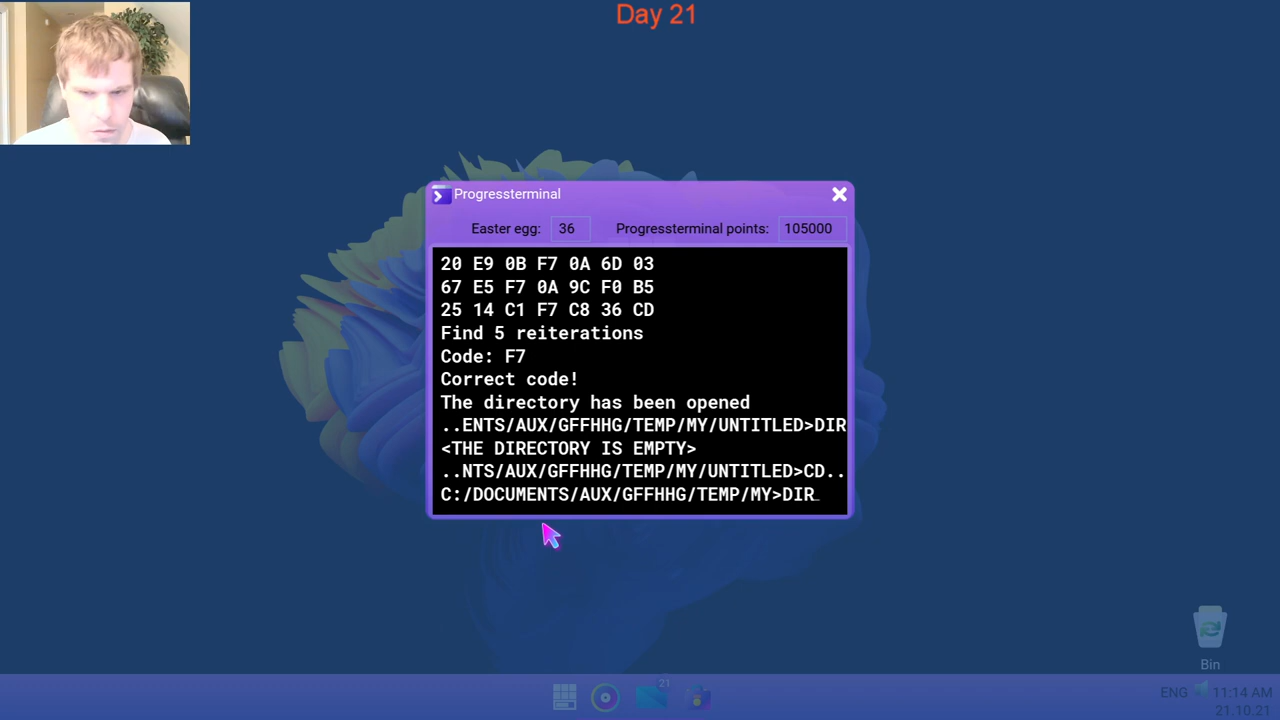 Day 21
Progressterminal
Easter egg: 36 Progressterminal points: 105000
20 E9 0B F7 0A 6D 03
67 E5 F7 0A 9C F0 B5
25 14 C1 F7 C8 36 CD
Find 5 reiterations
Code: F7
Correct code!
The directory has been opened
..ENTS/AUX/GFFHHG/TEMP/MY/UNTITLED>DIR
<THE DIRECTORY IS EMPTY>
..NTS/AUX/GFFHHG/TEMP/MY/UNTITLED>CD..
C:/DOCUMENTS/AUX/GFFHHG/TEMP/MY>DIR_
Bin
21
ENG 11:14 AM
21.10.21